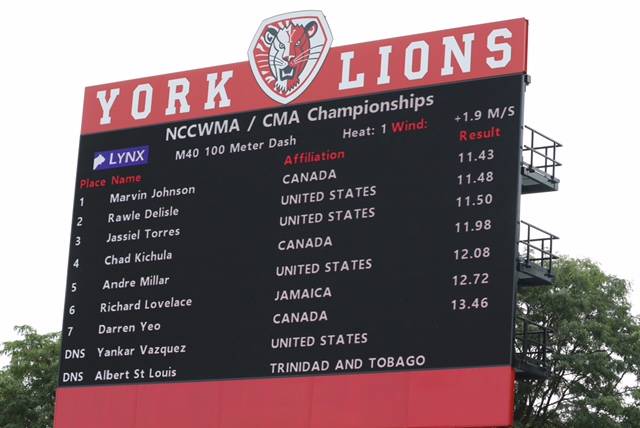 YORK LIONS
NCCWMA / CMA Championships
LYNX M40 100 Meter Dash Heat: 1 Wind: +1.9 M/S
Place Name Affiliation Result
1 Marvin Johnson CANADA 11.43
2 Rawle Delisle UNITED STATES 11.48
3 Jassiel Torres UNITED STATES 11.50
4 Chad Kichula CANADA 11.98
5 Andre Millar UNITED STATES 12.08
6 Richard Lovelace JAMAICA 12.72
7 Darren Yeo CANADA 13.46
DNS Yankar Vazquez UNITED STATES
DNS Albert St Louis TRINIDAD AND TOBAGO